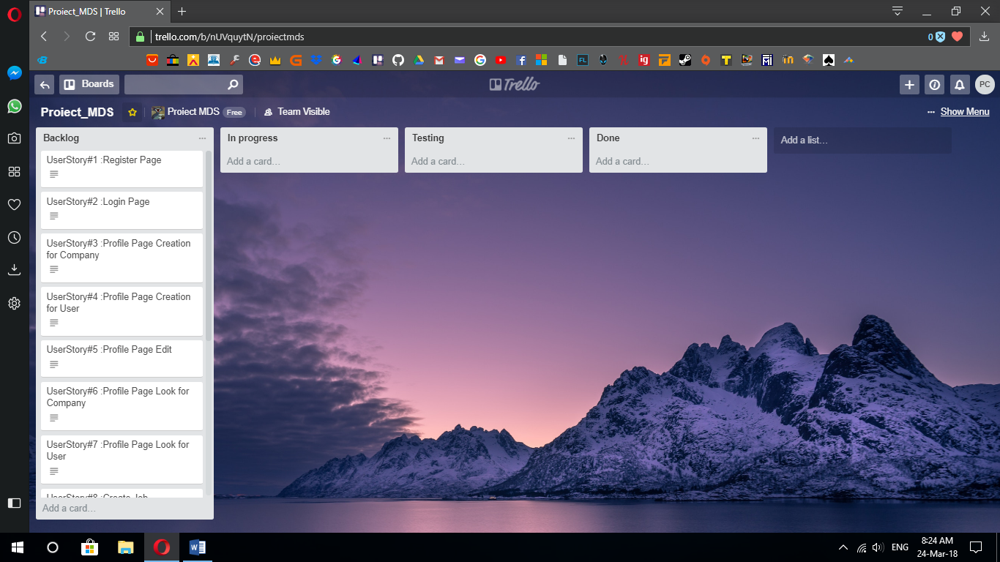 Proiect_MDS | Trello
trello.com/b/nUVquytN/proiectmds
0
Boards
Trello
PC
Proiect_MDS
Proiect MDS
Free
Team Visible
Show Menu
Backlog
UserStory#1 :Register Page
UserStory#2 :Login Page
UserStory#3 :Profile Page Creation
for Company
UserStory#4 :Profile Page Creation
for User
UserStory#5 :Profile Page Edit
UserStory#6 :Profile Page Look for
Company
UserStory#7 :Profile Page Look for
User
UserStory#8 :Create Job
Add a card...
In progress
Add a card...
Testing
Add a card...
Done
Add a card...
Add a list...
ENG
8:24 AM
24-Mar-18